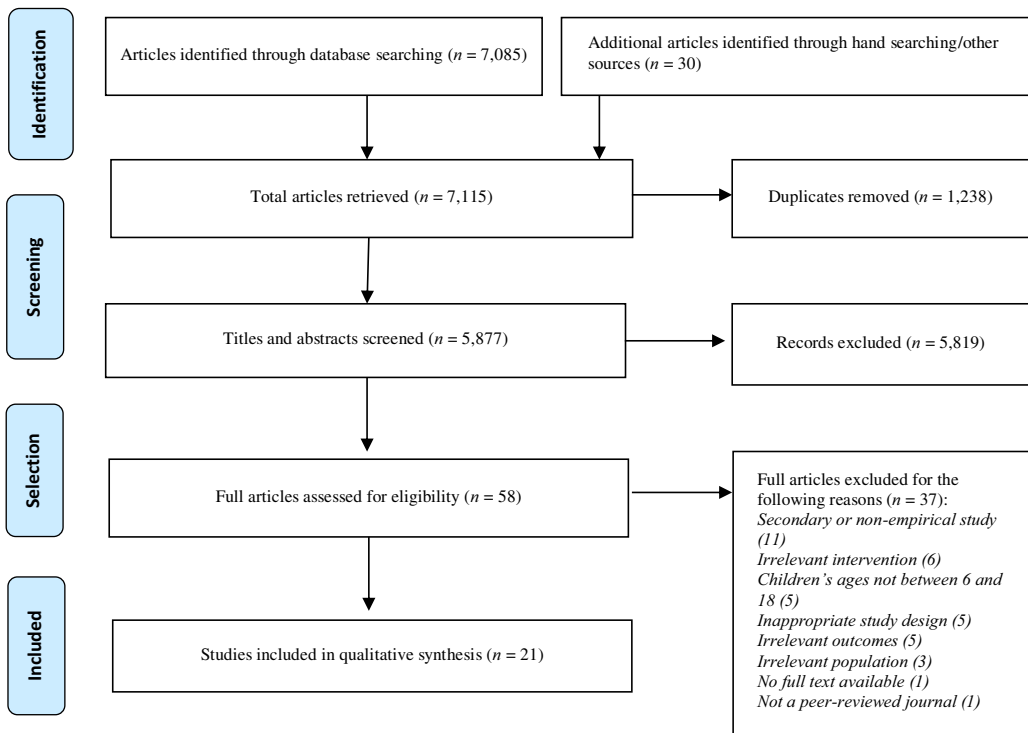 Identification
Articles identified through database searching (n = 7,085)
Additional articles identified through hand searching/other
sources (n = 30)
Total articles retrieved (n = 7,115)
Duplicates removed (n = 1,238)
Screening
Titles and abstracts screened (n = 5,877)
Records excluded (n = 5,819)
Selection
Full articles assessed for eligibility (n = 58)
Full articles excluded for the
following reasons (n = 37):
Secondary or non-empirical study
(11)
Irrelevant intervention (6)
Children’s ages not between 6 and
18 (5)
Inappropriate study design (5)
Irrelevant outcomes (5)
Irrelevant population (3)
No full text available (1)
Not a peer-reviewed journal (1)
Included
Studies included in qualitative synthesis (n = 21)